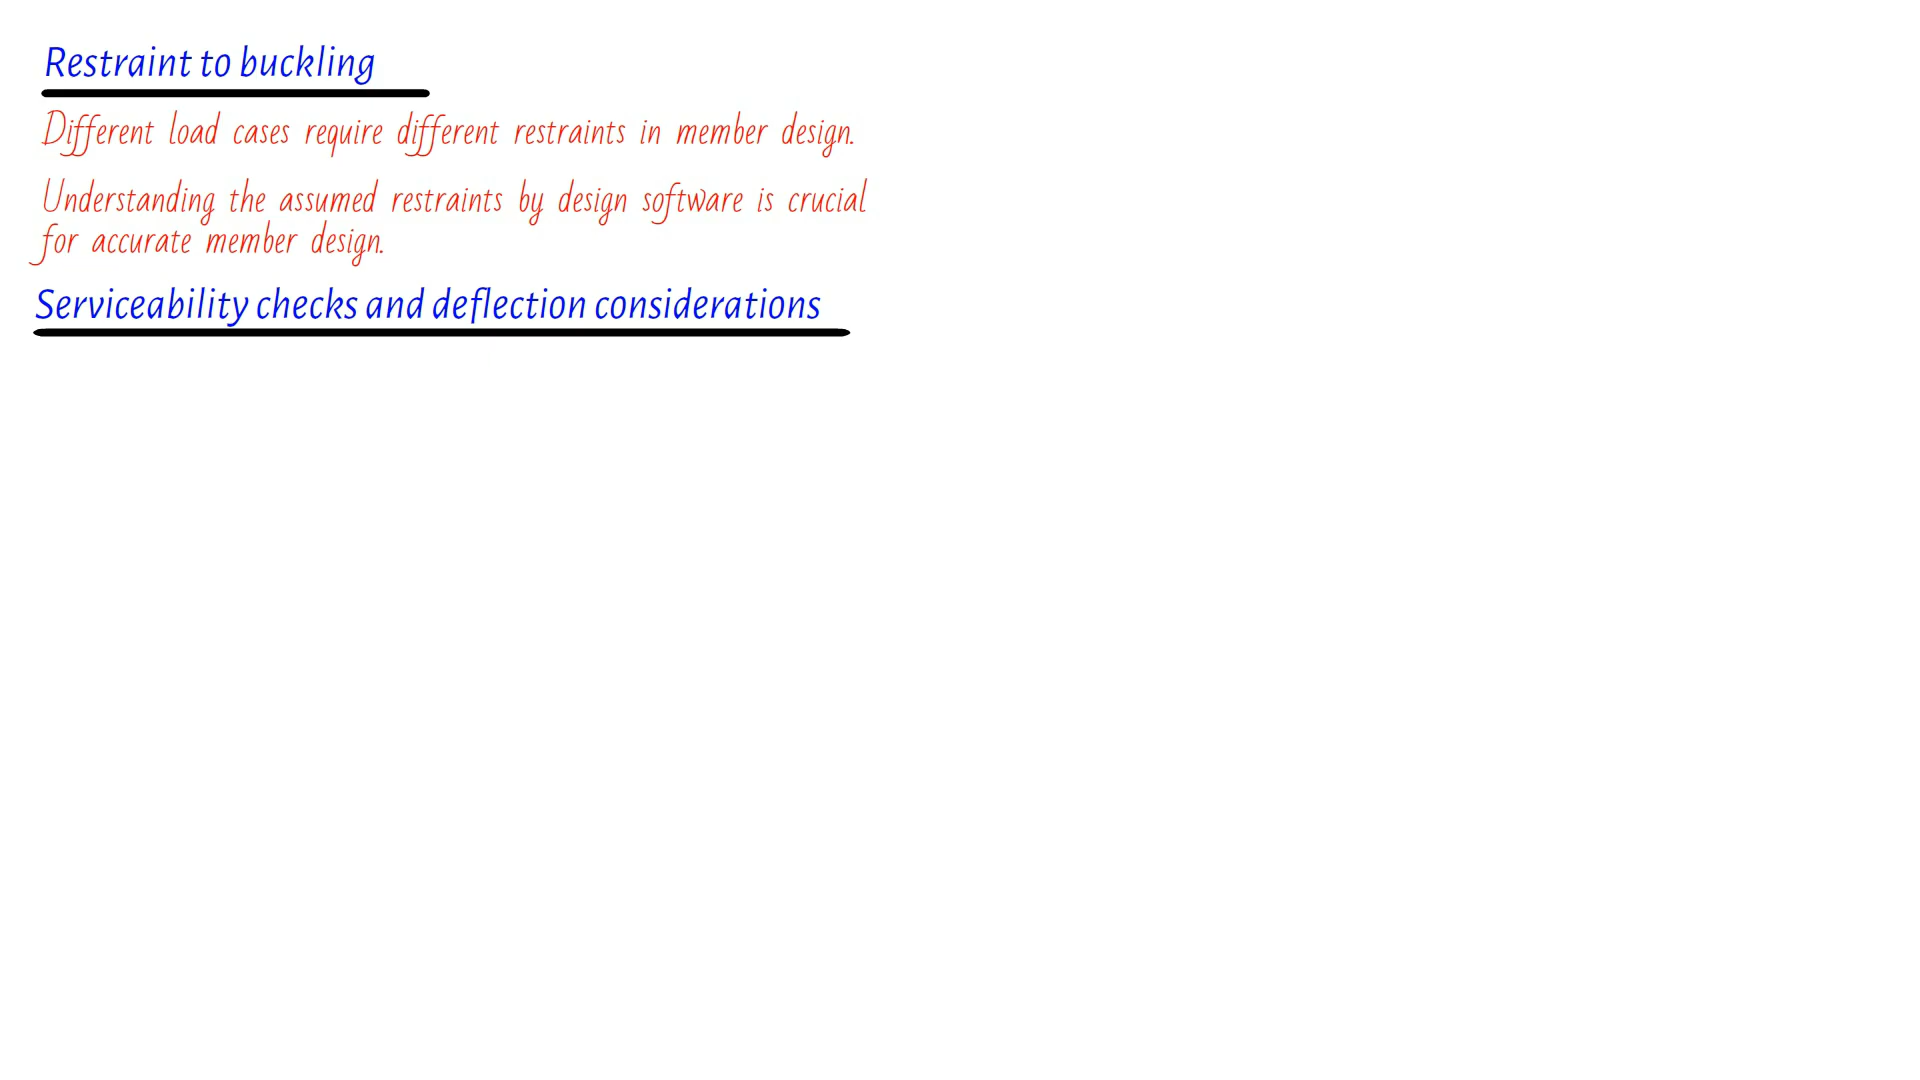 Restraint to buckling
Different load cases require different restraints in member design.
Understanding the assumed restraints by design software is crucial
for accurate member design.
Serviceability checks and deflection considerations